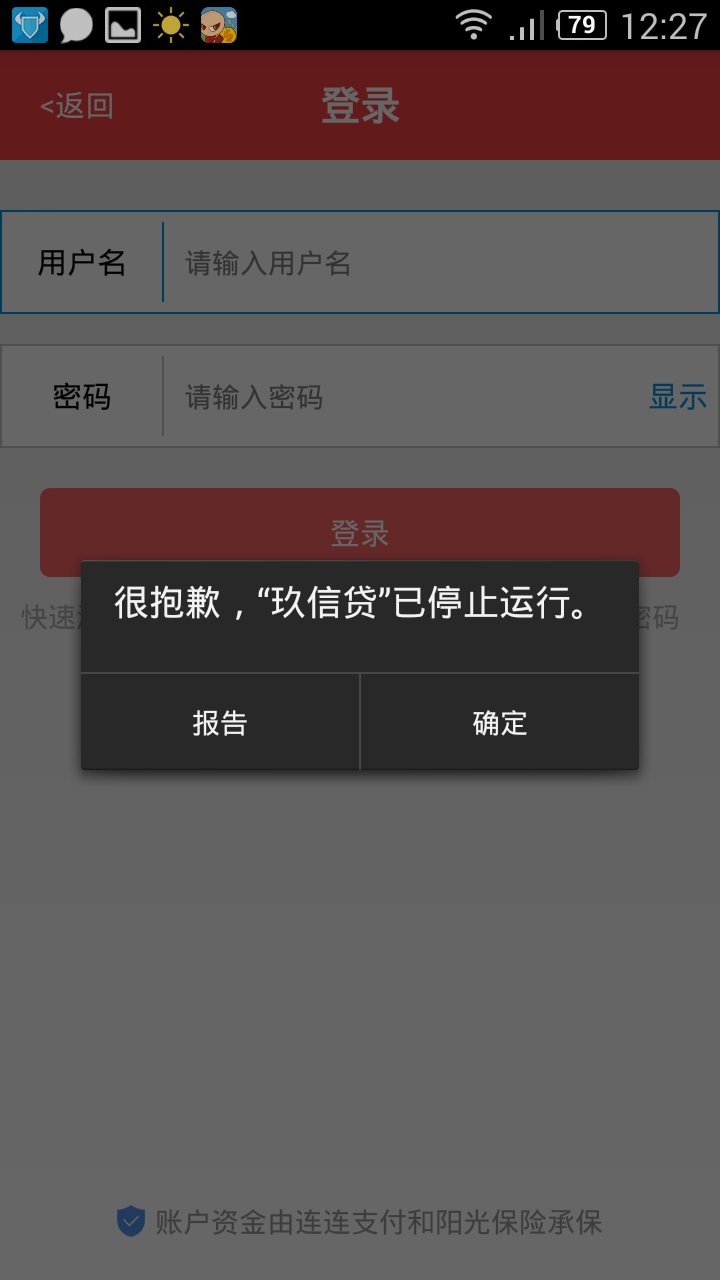 79 12:27
<返回 登录
用户名 请输入用户名
密码 请输入密码 显示
登录
快速 密码
很抱歉，“玖信贷”已停止运行。
报告 确定
账户资金由连连支付和阳光保险承保